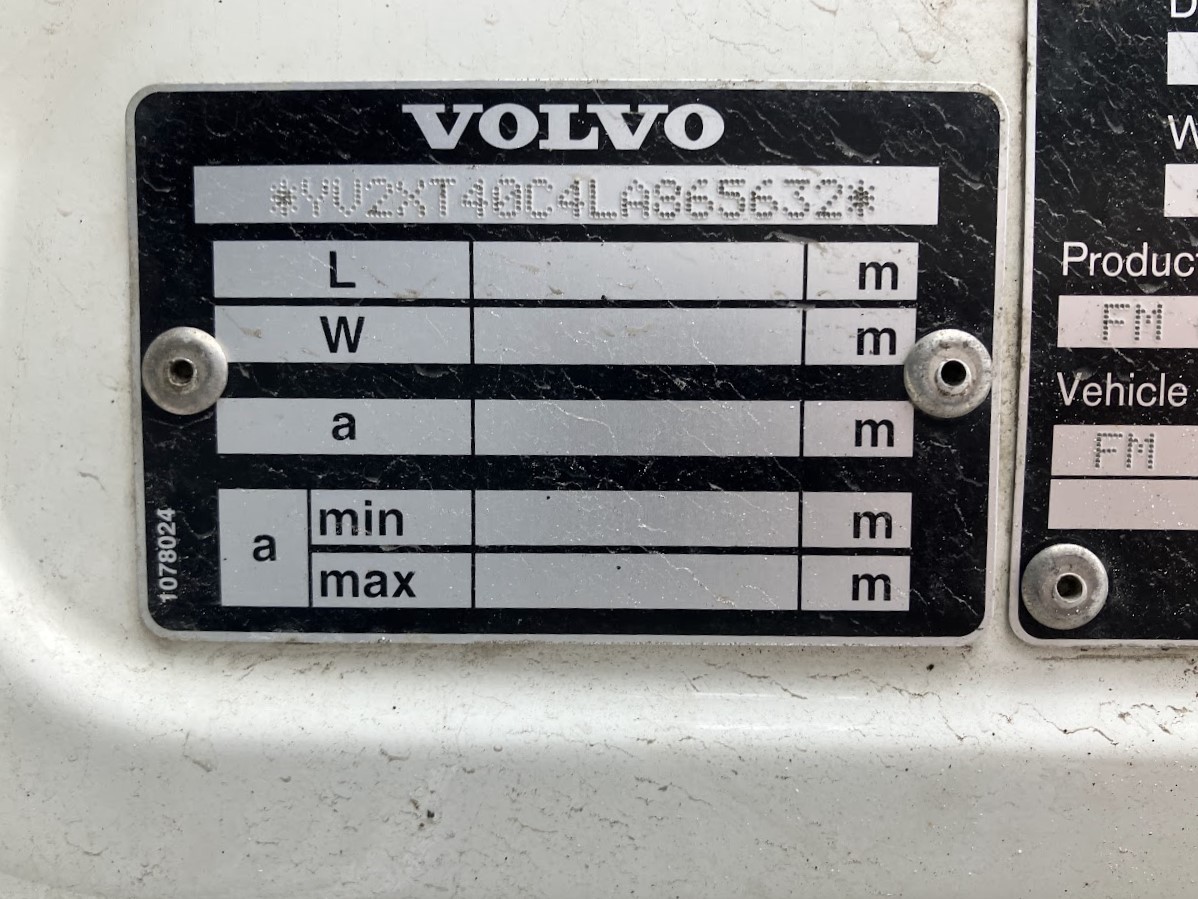 VOLVO
*YV2XT40C4LA865632*
L m
W m
a m
a min m
max m
1078024
D
W
Product
FM
Vehicle
FM